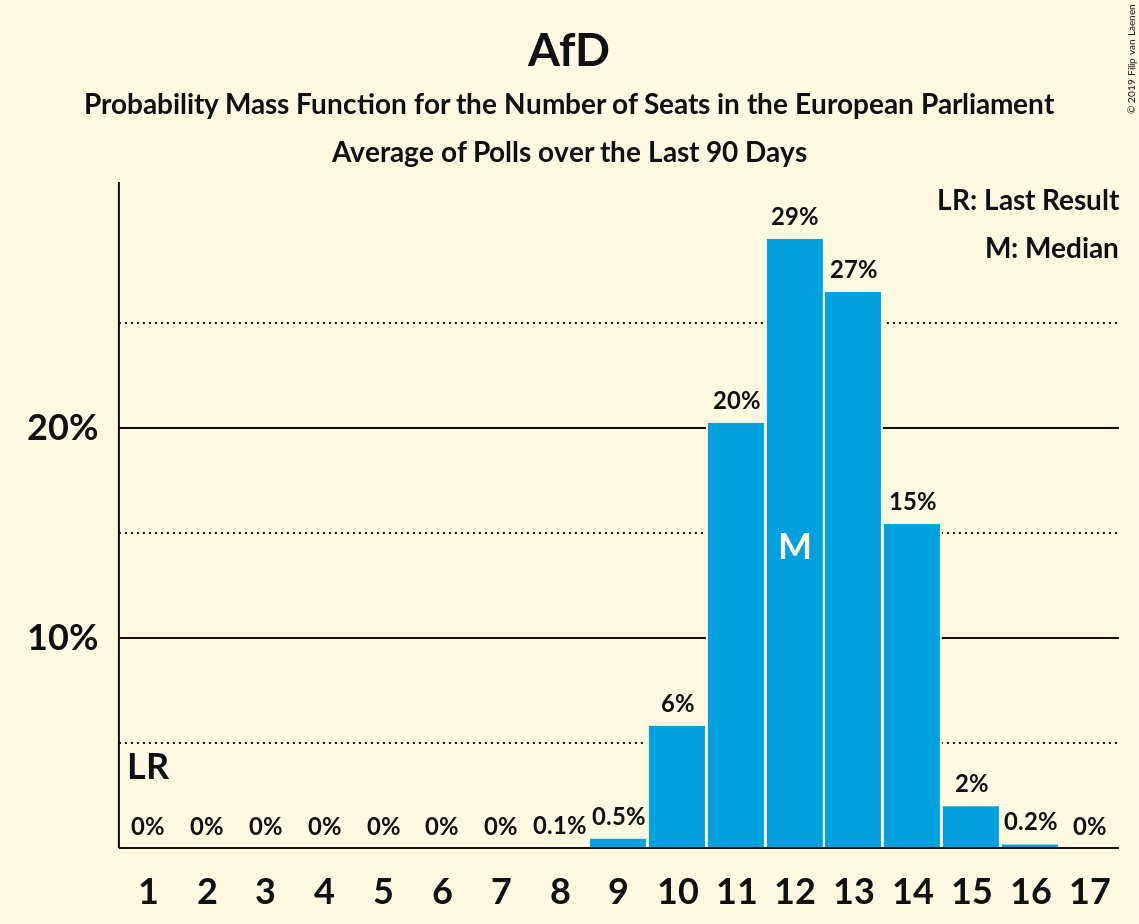 AfD
Probability Mass Function for the Number of Seats in the European Parliament
Average of Polls over the Last 90 Days
© 2019 Filip van Laenen
LR: Last Result
M: Median
29%
27%
20%
20%
15%
M
10%
6%
LR
2%
0% 0% 0% 0% 0% 0% 0% 0.1% 0.5% 0.2% 0%
1 2 3 4 5 6 7 8 9 10 11 12 13 14 15 16 17